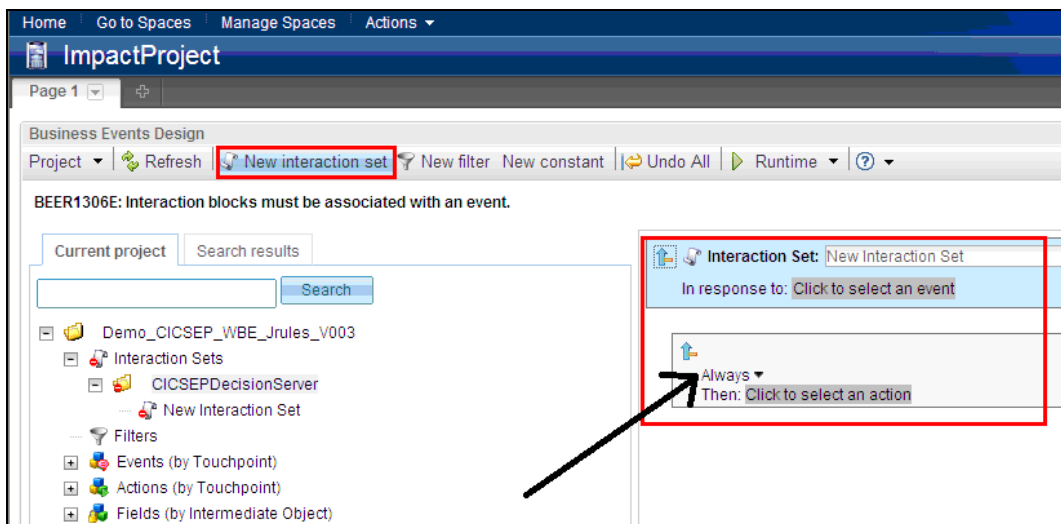 Home Go to Spaces Manage Spaces Actions
ImpactProject
Page 1
Business Events Design
Project Refresh New interaction set New filter New constant Undo All Runtime
BEER1306E: Interaction blocks must be associated with an event.
Current project Search results
Search
Demo_CICSEP_WBE_Jrules_V003
Interaction Sets
CICSEPDecisionServer
New Interaction Set
Filters
Events (by Touchpoint)
Actions (by Touchpoint)
Fields (by Intermediate Object)
Interaction Set: New Interaction Set
In response to: Click to select an event
Always
Then: Click to select an action